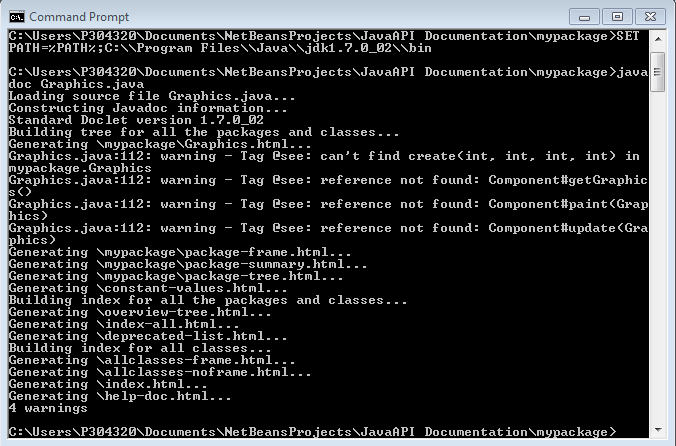 Command Prompt
C:\Users\P304320\Documents\NetBeansProjects\JavaAPI Documentation\mypackage>SET
PATH=%PATH%;C:\\Program Files\\Java\\jdk1.7.0_02\\bin
C:\Users\P304320\Documents\NetBeansProjects\JavaAPI Documentation\mypackage>java
doc Graphics.java
Loading source file Graphics.java...
Constructing Javadoc information...
Standard Doclet version 1.7.0_02
Building tree for all the packages and classes...
Generating \mypackage\Graphics.html...
Graphics.java:112: warning - Tag @see: can't find create(int, int, int, int) in
mypackage.Graphics
Graphics.java:112: warning - Tag @see: reference not found: Component#getGraphic
s()
Graphics.java:112: warning - Tag @see: reference not found: Component#paint(Grap
hics)
Graphics.java:112: warning - Tag @see: reference not found: Component#update(Gra
phics)
Generating \mypackage\package-frame.html...
Generating \mypackage\package-summary.html...
Generating \mypackage\package-tree.html...
Generating \constant-values.html...
Building index for all the packages and classes...
Generating \overview-tree.html...
Generating \index-all.html...
Generating \deprecated-list.html...
Building index for all classes...
Generating \allclasses-frame.html...
Generating \allclasses-noframe.html...
Generating \index.html...
Generating \help-doc.html...
4 warnings
C:\Users\P304320\Documents\NetBeansProjects\JavaAPI Documentation\mypackage>